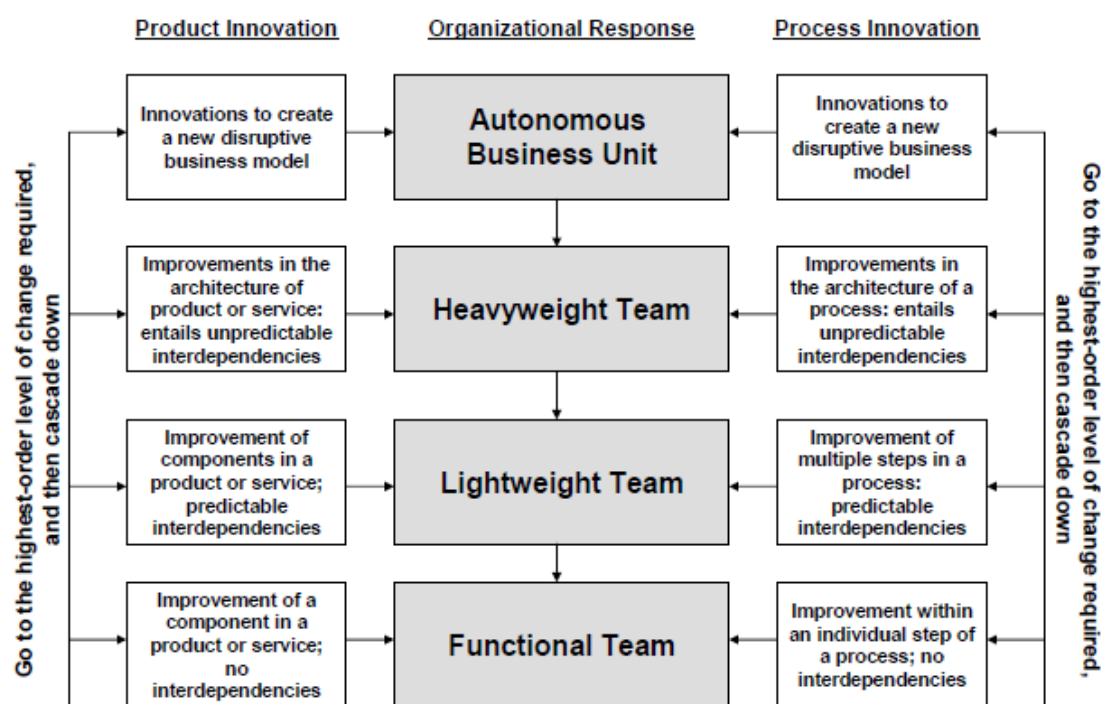 Product Innovation
Organizational Response
Process Innovation
Innovations to create
a new disruptive
business model
Autonomous
Business Unit
Innovations to
create a new
disruptive business
model
Improvements in the
architecture of
product or service:
entails unpredictable
interdependencies
Heavyweight Team
Improvements in
the architecture of a
process: entails
unpredictable
interdependencies
Improvement of
components in a
product or service;
predictable
interdependencies
Lightweight Team
Improvement of
multiple steps in a
process:
predictable
interdependencies
Improvement of a
component in a
product or service;
no
interdependencies
Functional Team
Improvement within
an individual step of
a process; no
interdependencies
Go to the highest-order level of change required,
and then cascade down
Go to the highest-order level of change required,
and then cascade down